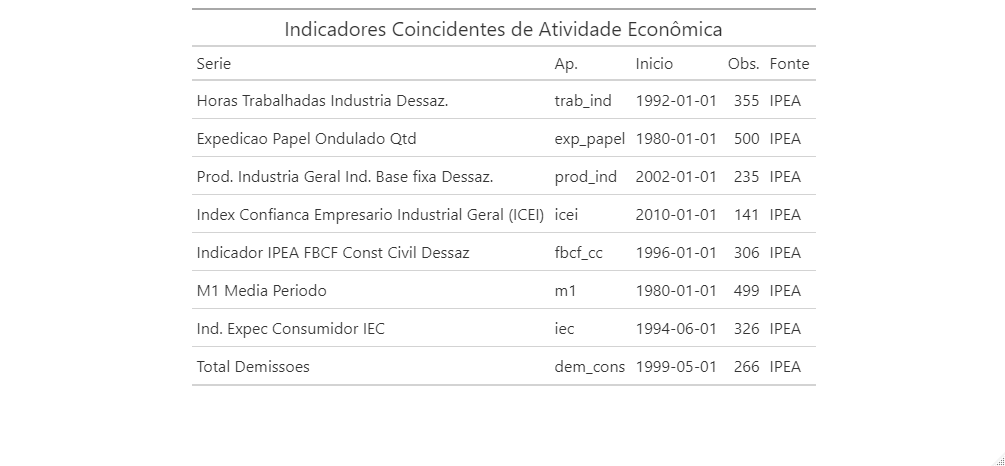 Indicadores Coincidentes de Atividade Econômica
Serie Ap. Inicio Obs. Fonte
Horas Trabalhadas Industria Dessaz. trab_ind 1992-01-01 355 IPEA
Expedicao Papel Ondulado Qtd exp_papel 1980-01-01 500 IPEA
Prod. Industria Geral Ind. Base fixa Dessaz. prod_ind 2002-01-01 235 IPEA
Index Confianca Empresario Industrial Geral (ICEI) icei 2010-01-01 141 IPEA
Indicador IPEA FBCF Const Civil Dessaz fbcf_cc 1996-01-01 306 IPEA
M1 Media Periodo m1 1980-01-01 499 IPEA
Ind. Expec Consumidor IEC iec 1994-06-01 326 IPEA
Total Demissoes dem_cons 1999-05-01 266 IPEA